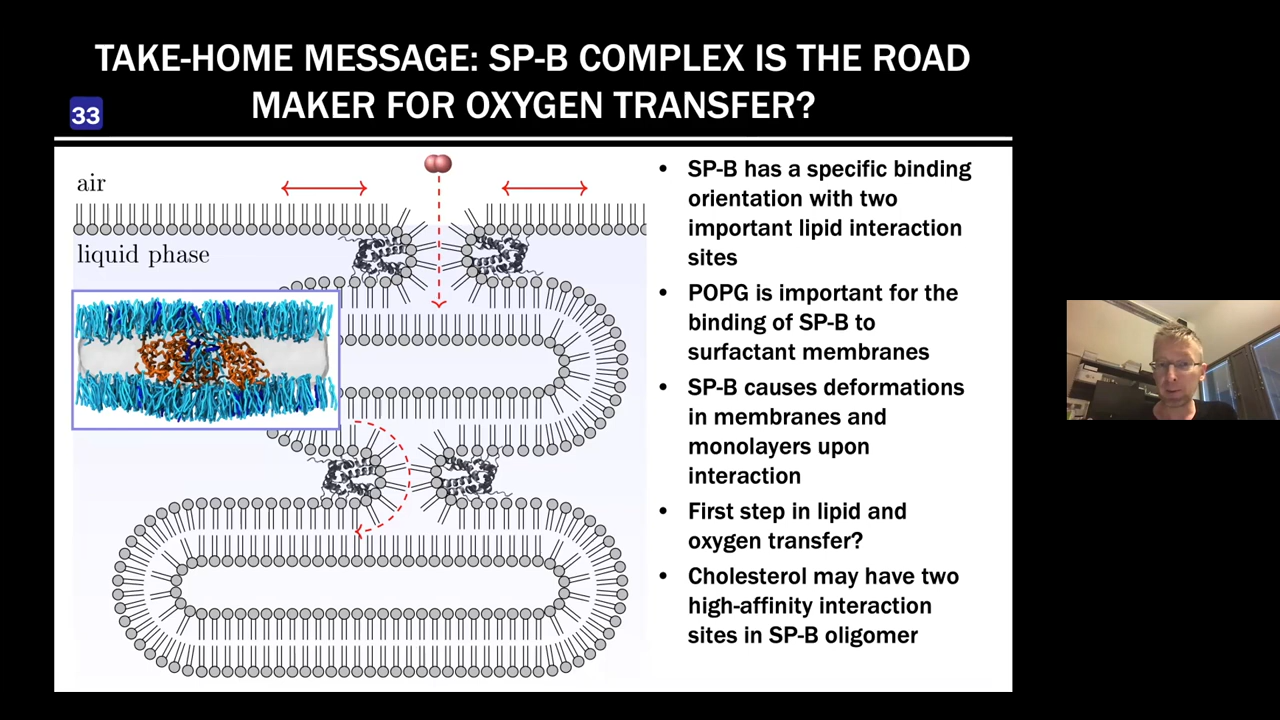 TAKE-HOME MESSAGE: SP-B COMPLEX IS THE ROAD
MAKER FOR OXYGEN TRANSFER?
33
air
liquid phase
• SP-B has a specific binding
orientation with two
important lipid interaction
sites
• POPG is important for the
binding of SP-B to
surfactant membranes
• SP-B causes deformations
in membranes and
monolayers upon
interaction
• First step in lipid and
oxygen transfer?
• Cholesterol may have two
high-affinity interaction
sites in SP-B oligomer